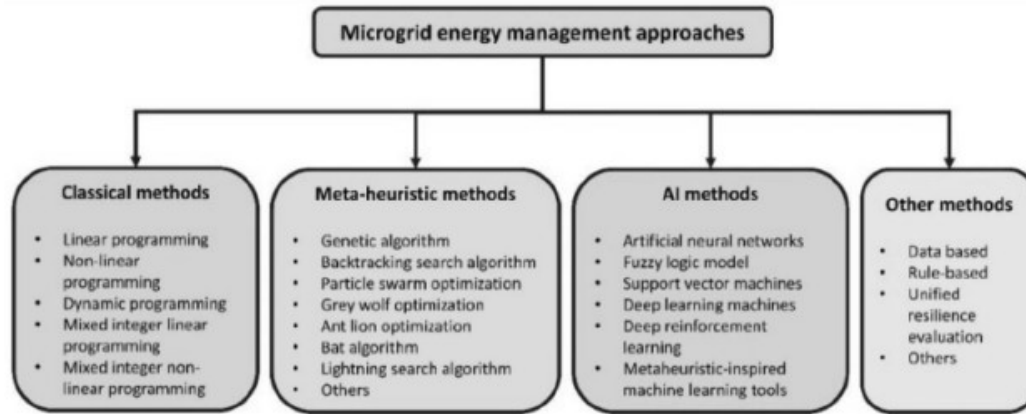 Microgrid energy management approaches
Classical methods
• Linear programming
• Non-linear
programming
• Dynamic programming
• Mixed integer linear
programming
• Mixed integer non-
linear programming
Meta-heuristic methods
• Genetic algorithm
• Backtracking search algorithm
• Particle swarm optimization
• Grey wolf optimization
• Ant lion optimization
• Bat algorithm
• Lightning search algorithm
• Others
AI methods
• Artificial neural networks
• Fuzzy logic model
• Support vector machines
• Deep learning machines
• Deep reinforcement
learning
• Metaheuristic-inspired
machine learning tools
Other methods
• Data based
• Rule-based
• Unified
resilience
evaluation
• Others